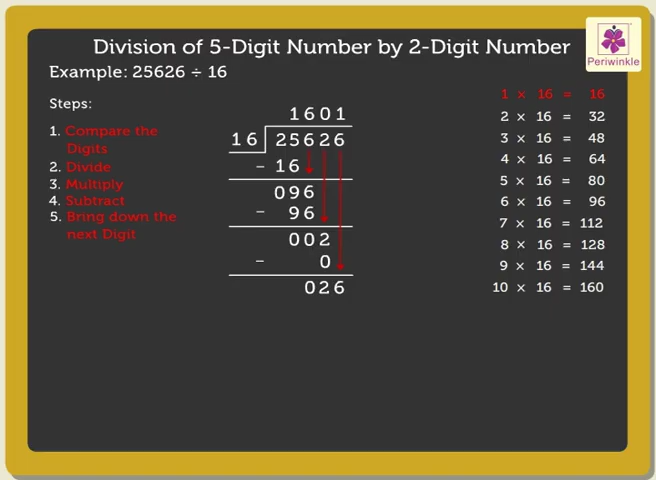 Division of 5-Digit Number by 2-Digit Number
Periwinkle
Example: 25626 ÷ 16
Steps:
1. Compare the
Digits
2. Divide
3. Multiply
4. Subtract
5. Bring down the
next Digit
1601
16 25626
– 16
096
– 96
002
– 0
026
1 × 16 = 16
2 × 16 = 32
3 × 16 = 48
4 × 16 = 64
5 × 16 = 80
6 × 16 = 96
7 × 16 = 112
8 × 16 = 128
9 × 16 = 144
10 × 16 = 160